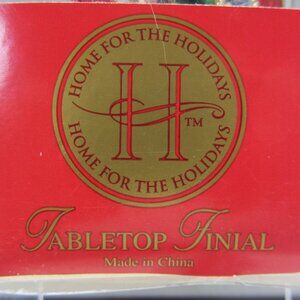 HOME FOR THE HOLIDAYS
H TM
HOME FOR THE HOLIDAYS
TABLETOP FINIAL
Made in China